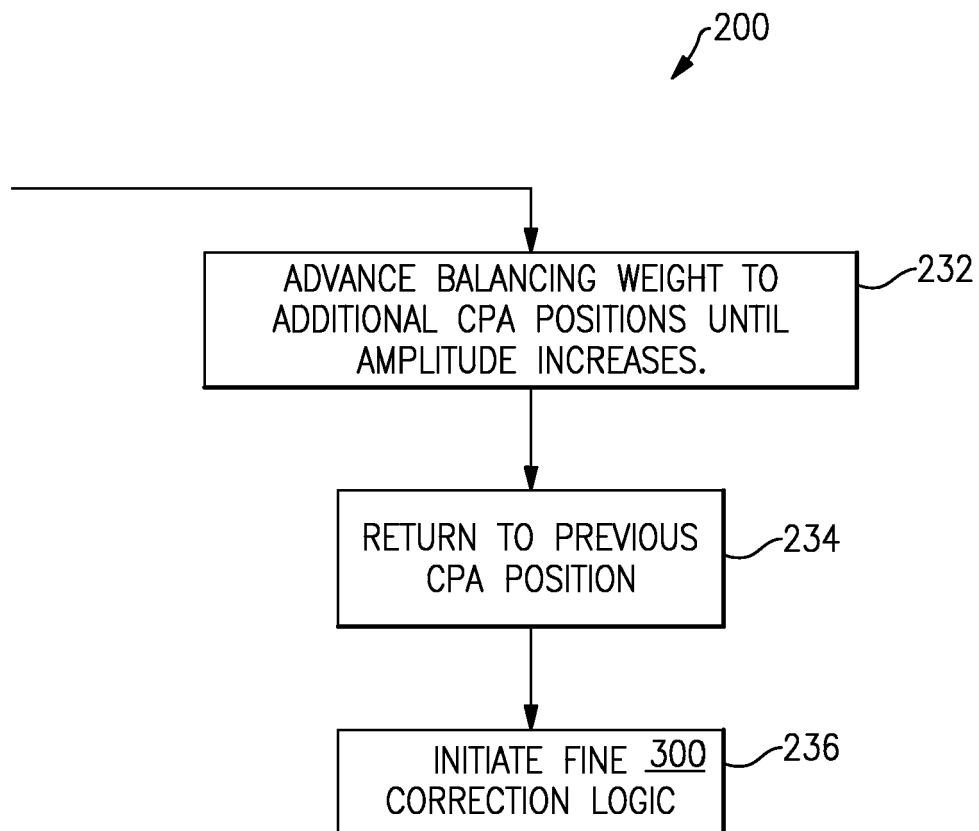 200
ADVANCE BALANCING WEIGHT TO
ADDITIONAL CPA POSITIONS UNTIL
AMPLITUDE INCREASES.
232
RETURN TO PREVIOUS
CPA POSITION
234
INITIATE FINE 300
CORRECTION LOGIC
236